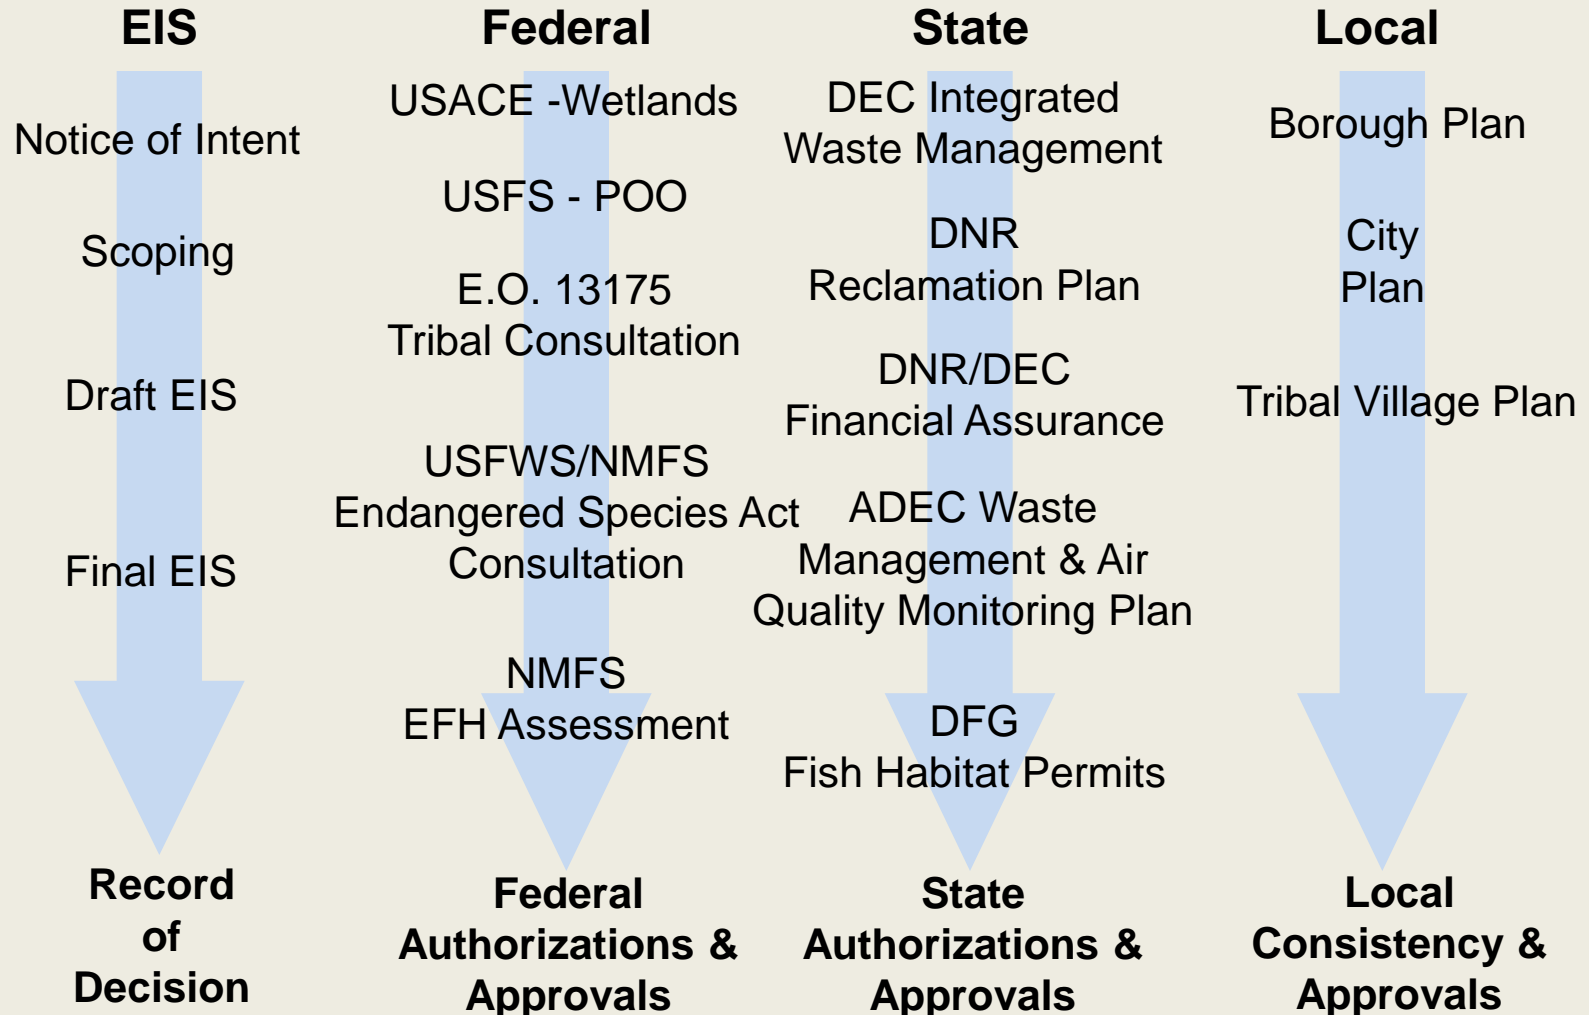 EIS
Notice of Intent
Scoping
Draft EIS
Final EIS
Record
of
Decision
Federal
USACE -Wetlands
USFS - POO
E.O. 13175
Tribal Consultation
USFWS/NMFS
Endangered Species Act
Consultation
NMFS
EFH Assessment
Federal
Authorizations &
Approvals
State
DEC Integrated
Waste Management
DNR
Reclamation Plan
DNR/DEC
Financial Assurance
ADEC Waste
Management & Air
Quality Monitoring Plan
DFG
Fish Habitat Permits
State
Authorizations &
Approvals
Local
Borough Plan
City
Plan
Tribal Village Plan
Local
Consistency &
Approvals